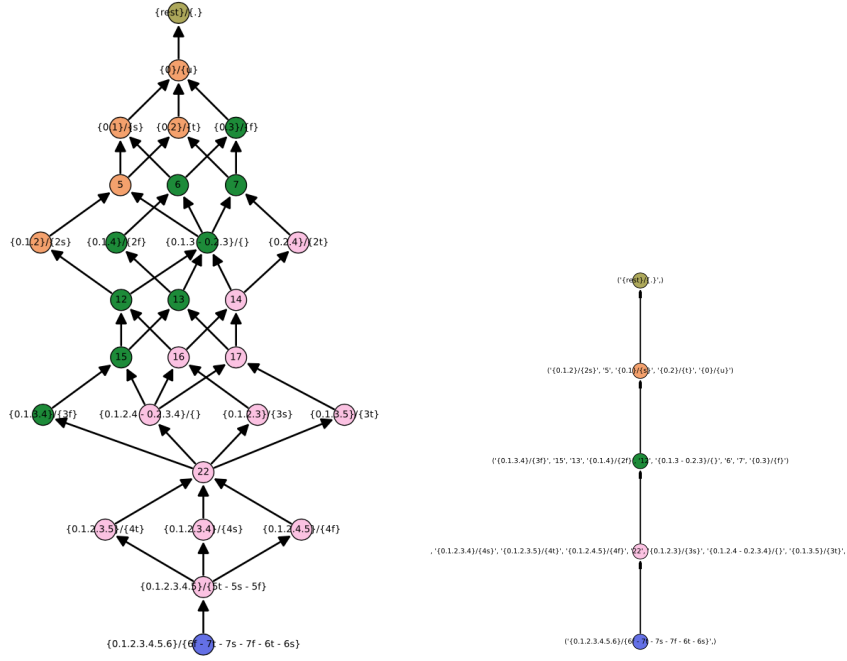 {rest}/{.}
{0}/{u}
{0.1}/{s} {0.2}/{t} {0.3}/{f}
5 6 7
{0.1.2}/{2s} {0.1.4}/{2f} {0.1.3 - 0.2.3}/{} {0.2.4}/{2t}
12 13 14
15 16 17
{0.1.3.4}/{3f} {0.1.2.4 - 0.2.3.4}/{} {0.1.2.3}/{3s} {0.1.3.5}/{3t}
22
{0.1.2.3.5}/{4t} {0.1.2.3.4}/{4s} {0.1.2.4.5}/{4f}
{0.1.2.3.4.5}/{5t - 5s - 5f}
{0.1.2.3.4.5.6}/{6f - 7t - 7s - 7f - 6t - 6s}
('{rest}/{.}',)
('{0.1.2}/{2s}', '5', '{0.1}/{s}', '{0.2}/{t}', '{0}/{u}')
('{0.1.3.4}/{3f}', '15', '13', '{0.1.4}/{2f}', '12', '{0.1.3 - 0.2.3}/{}', '6', '7', '{0.3}/{f}')
, '{0.1.2.3.4}/{4s}', '{0.1.2.3.5}/{4t}', '{0.1.2.4.5}/{4f}', '22', '{0.1.2.3}/{3s}', '{0.1.2.4 - 0.2.3.4}/{}', '{0.1.3.5}/{3t}',
('{0.1.2.3.4.5.6}/{6f - 7t - 7s - 7f - 6t - 6s}',)